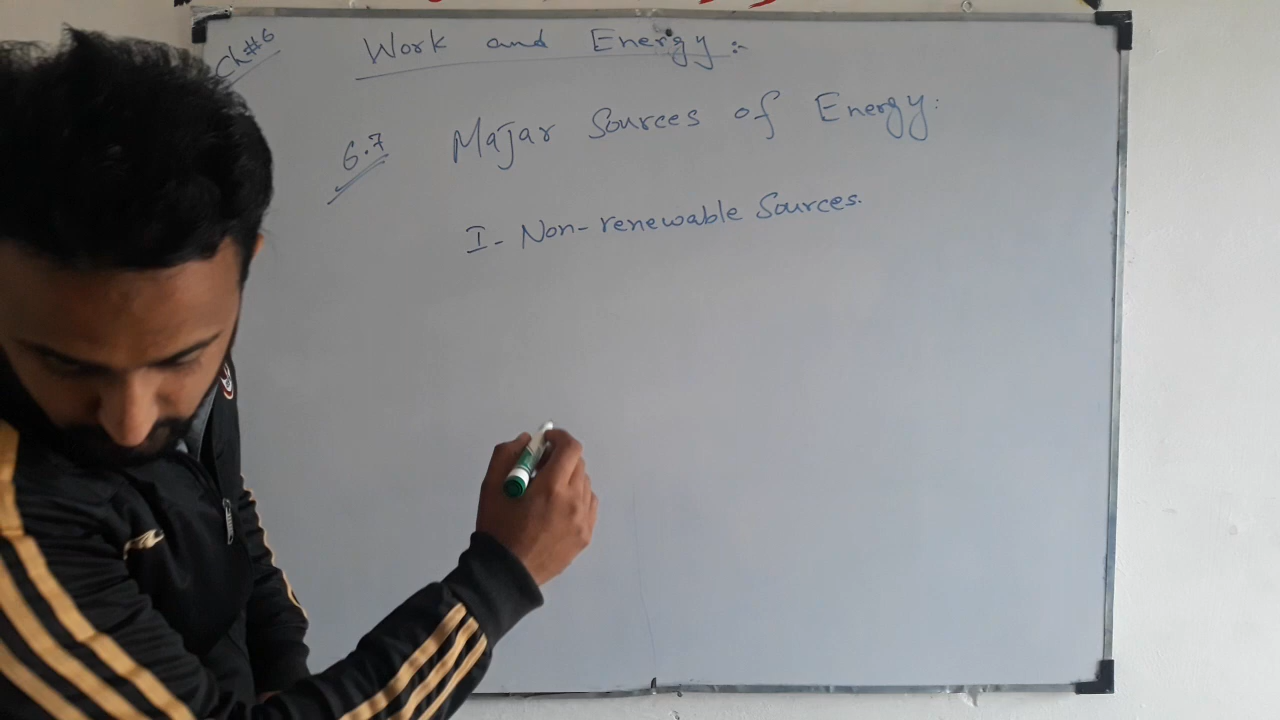 Ch#6
Work and Energy:-
6.7 Majar Sources of Energy:
I- Non-renewable Sources.